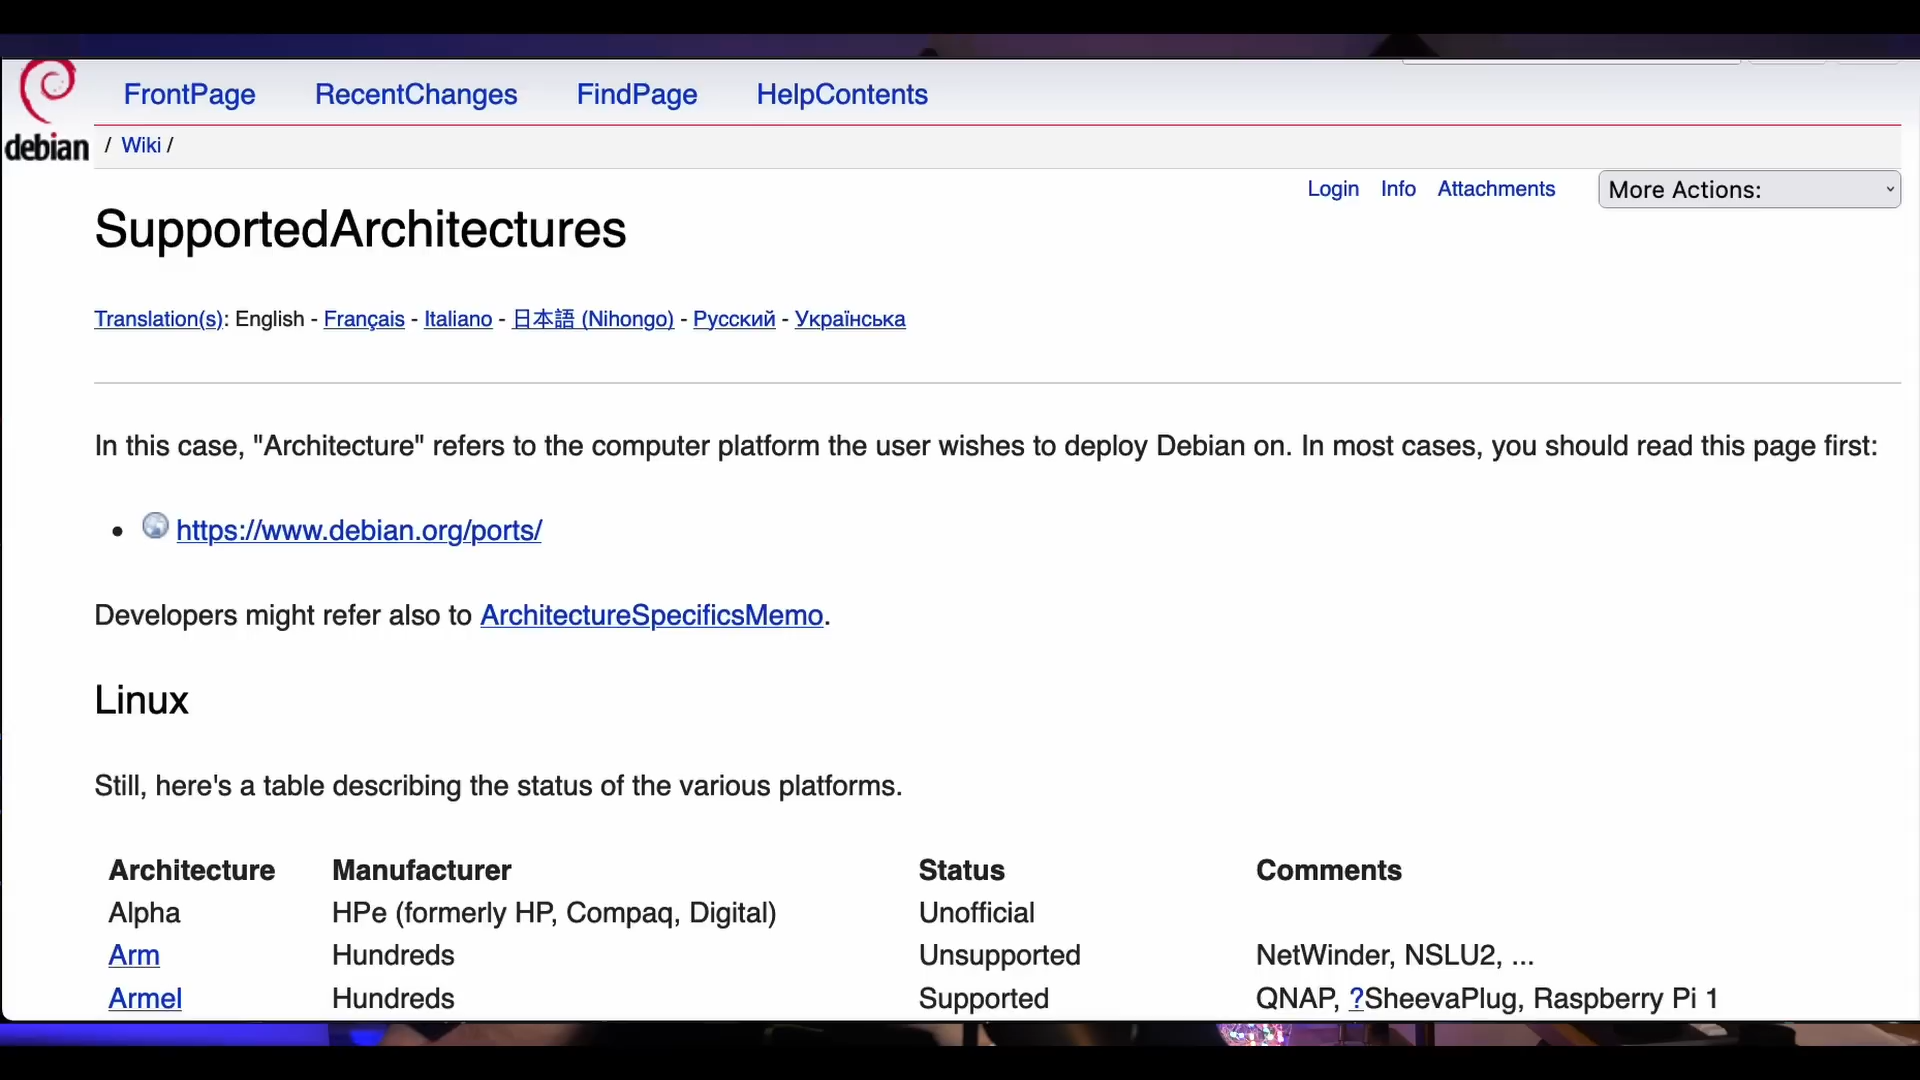 FrontPage RecentChanges FindPage HelpContents
debian / Wiki /
Login Info Attachments More Actions:
SupportedArchitectures
Translation(s): English - Français - Italiano - 日本語 (Nihongo) - Русский - Українська
In this case, "Architecture" refers to the computer platform the user wishes to deploy Debian on. In most cases, you should read this page first:
• https://www.debian.org/ports/
Developers might refer also to ArchitectureSpecificsMemo.
Linux
Still, here's a table describing the status of the various platforms.
Architecture Manufacturer Status Comments
Alpha HPe (formerly HP, Compaq, Digital) Unofficial
Arm Hundreds Unsupported NetWinder, NSLU2, ...
Armel Hundreds Supported QNAP, ?SheevaPlug, Raspberry Pi 1